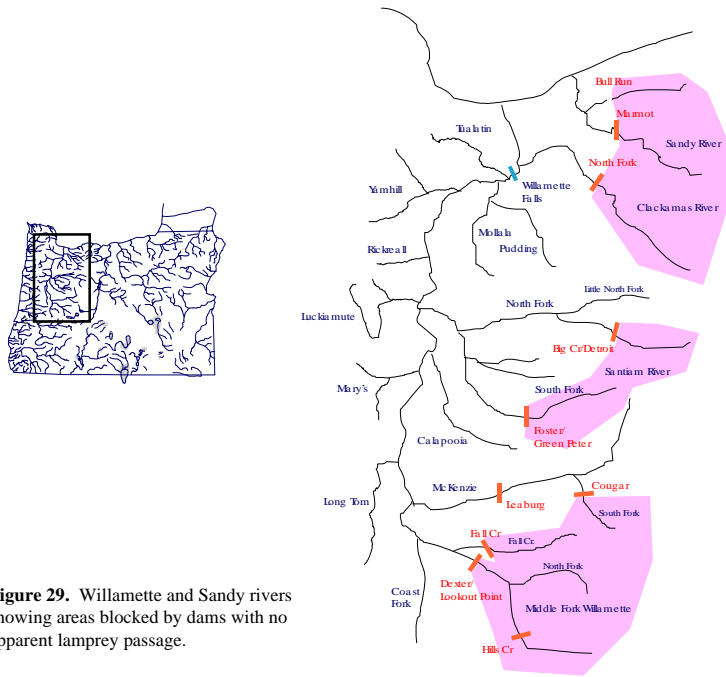 Bull Run
Marmot
Tualatin
Sandy River
North Fork
Yamhill
Willamette
Falls
Clackamas River
Mollala
Pudding
Rickreall
Little North Fork
North Fork
Luckiamute
Big Cr/Detroit
Santiam River
Mary's
South Fork
Foster/
Green Peter
Calapooia
McKenzie
Cougar
Long Tom
Leaburg
South Fork
Fall Cr
Fall Cr.
North Fork
Dexter/
Lookout Point
Coast
Fork
Middle Fork Willamette
Hills Cr
igure 29. Willamette and Sandy rivers
howing areas blocked by dams with no
pparent lamprey passage.